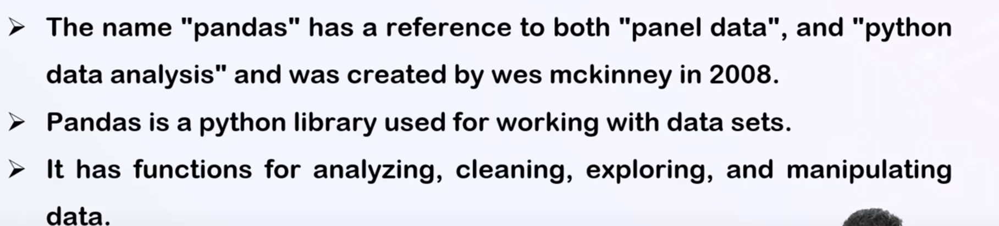 ➢ The name "pandas" has a reference to both "panel data", and "python
data analysis" and was created by wes mckinney in 2008.
➢ Pandas is a python library used for working with data sets.
➢ It has functions for analyzing, cleaning, exploring, and manipulating
data.